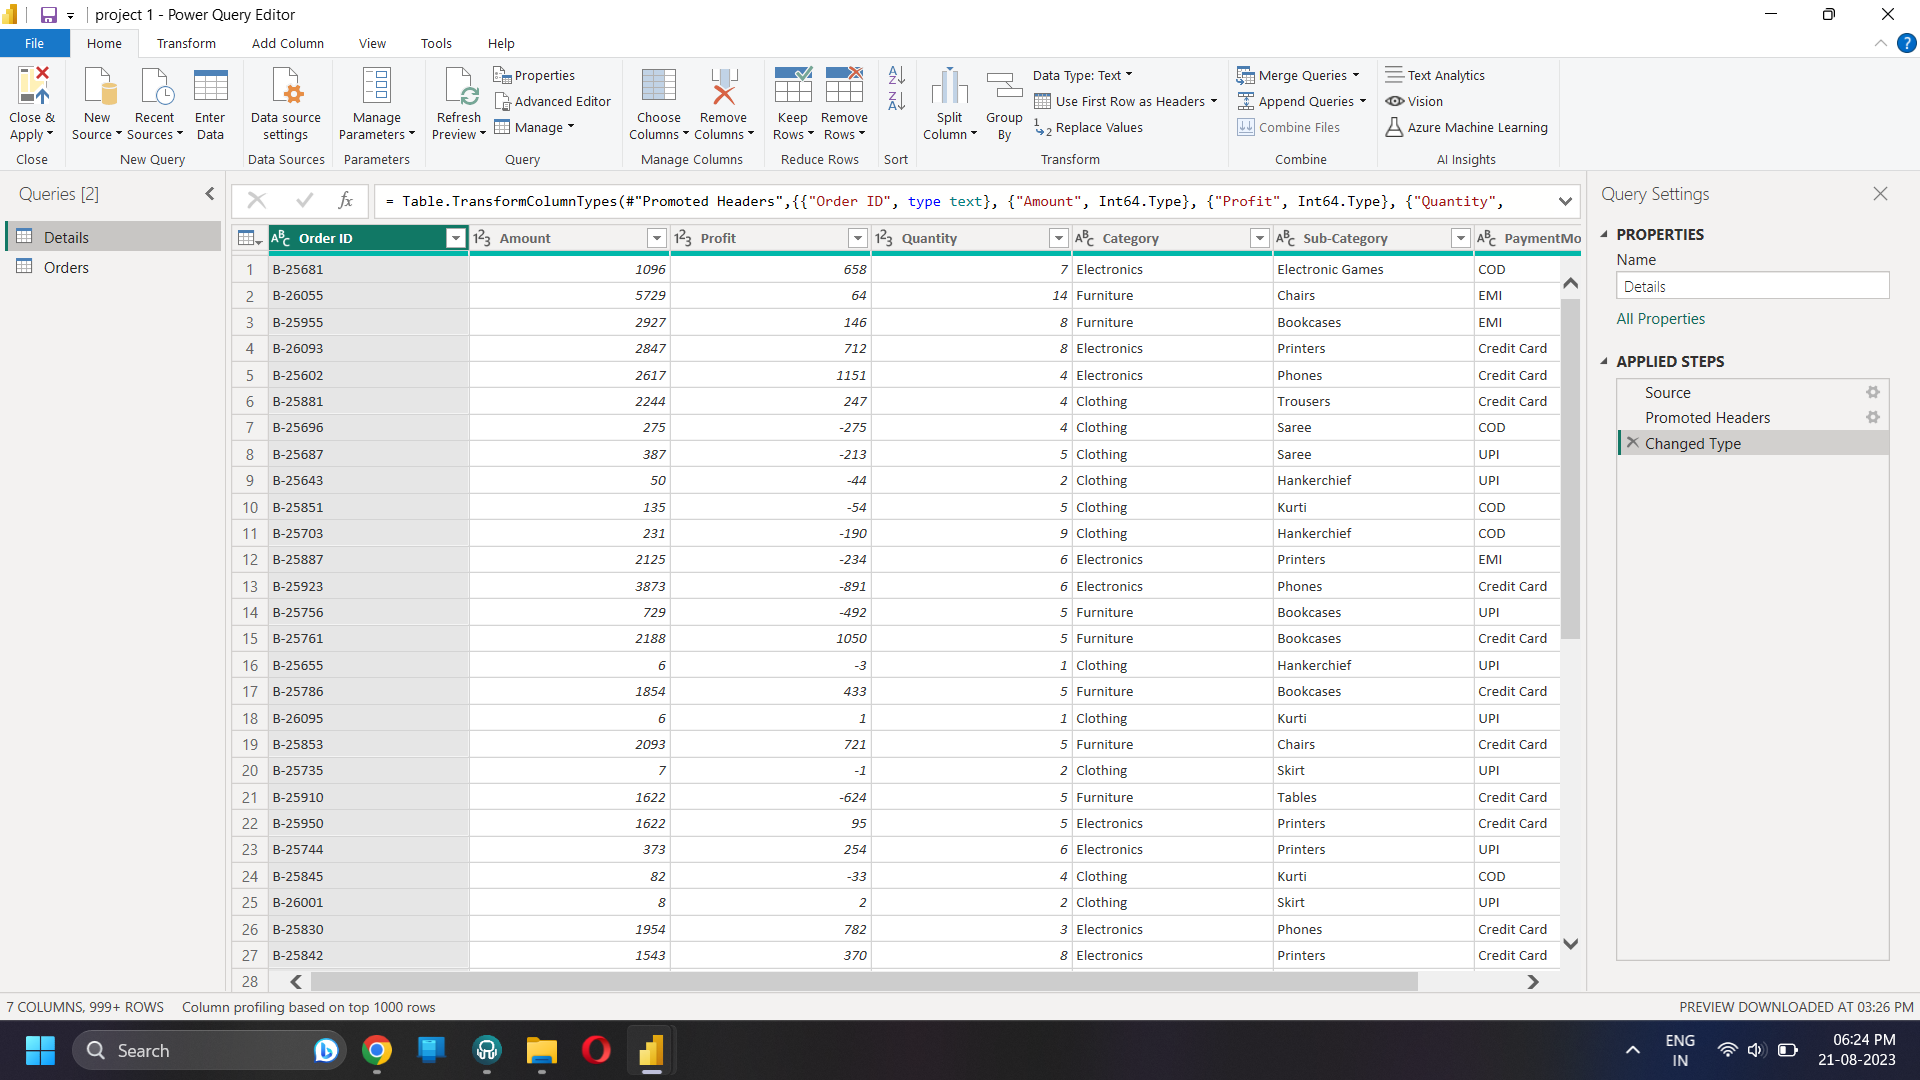 project 1 - Power Query Editor
File Home Transform Add Column View Tools Help
Close & Apply
Close
New Source
Recent Sources
Enter Data
New Query
Data source settings
Data Sources
Manage Parameters
Parameters
Refresh Preview
Properties
Advanced Editor
Manage
Query
Choose Columns
Remove Columns
Manage Columns
Keep Rows
Remove Rows
Reduce Rows
Sort
Split Column
Group By
Data Type: Text
Use First Row as Headers
Replace Values
Transform
Merge Queries
Append Queries
Combine Files
Combine
Text Analytics
Vision
Azure Machine Learning
AI Insights
Queries [2]
Details
Orders
= Table.TransformColumnTypes(#"Promoted Headers",{{"Order ID", type text}, {"Amount", Int64.Type}, {"Profit", Int64.Type}, {"Quantity",
Order ID Amount Profit Quantity Category Sub-Category PaymentMo
1 B-25681 1096 658 7 Electronics Electronic Games COD
2 B-26055 5729 64 14 Furniture Chairs EMI
3 B-25955 2927 146 8 Furniture Bookcases EMI
4 B-26093 2847 712 8 Electronics Printers Credit Card
5 B-25602 2617 1151 4 Electronics Phones Credit Card
6 B-25881 2244 247 4 Clothing Trousers Credit Card
7 B-25696 275 -275 4 Clothing Saree COD
8 B-25687 387 -213 5 Clothing Saree UPI
9 B-25643 50 -44 2 Clothing Hankerchief UPI
10 B-25851 135 -54 5 Clothing Kurti COD
11 B-25703 231 -190 9 Clothing Hankerchief COD
12 B-25887 2125 -234 6 Electronics Printers EMI
13 B-25923 3873 -891 6 Electronics Phones Credit Card
14 B-25756 729 -492 5 Furniture Bookcases UPI
15 B-25761 2188 1050 5 Furniture Bookcases Credit Card
16 B-25655 6 -3 1 Clothing Hankerchief UPI
17 B-25786 1854 433 5 Furniture Bookcases Credit Card
18 B-26095 6 1 1 Clothing Kurti UPI
19 B-25853 2093 721 5 Furniture Chairs Credit Card
20 B-25735 7 -1 2 Clothing Skirt UPI
21 B-25910 1622 -624 5 Furniture Tables Credit Card
22 B-25950 1622 95 5 Electronics Printers Credit Card
23 B-25744 373 254 6 Electronics Printers UPI
24 B-25845 82 -33 4 Clothing Kurti COD
25 B-26001 8 2 2 Clothing Skirt UPI
26 B-25830 1954 782 3 Electronics Phones Credit Card
27 B-25842 1543 370 8 Electronics Printers Credit Card
28
Query Settings
PROPERTIES
Name
Details
All Properties
APPLIED STEPS
Source
Promoted Headers
Changed Type
7 COLUMNS, 999+ ROWS Column profiling based on top 1000 rows
PREVIEW DOWNLOADED AT 03:26 PM
Search
ENG
IN
06:24 PM
21-08-2023